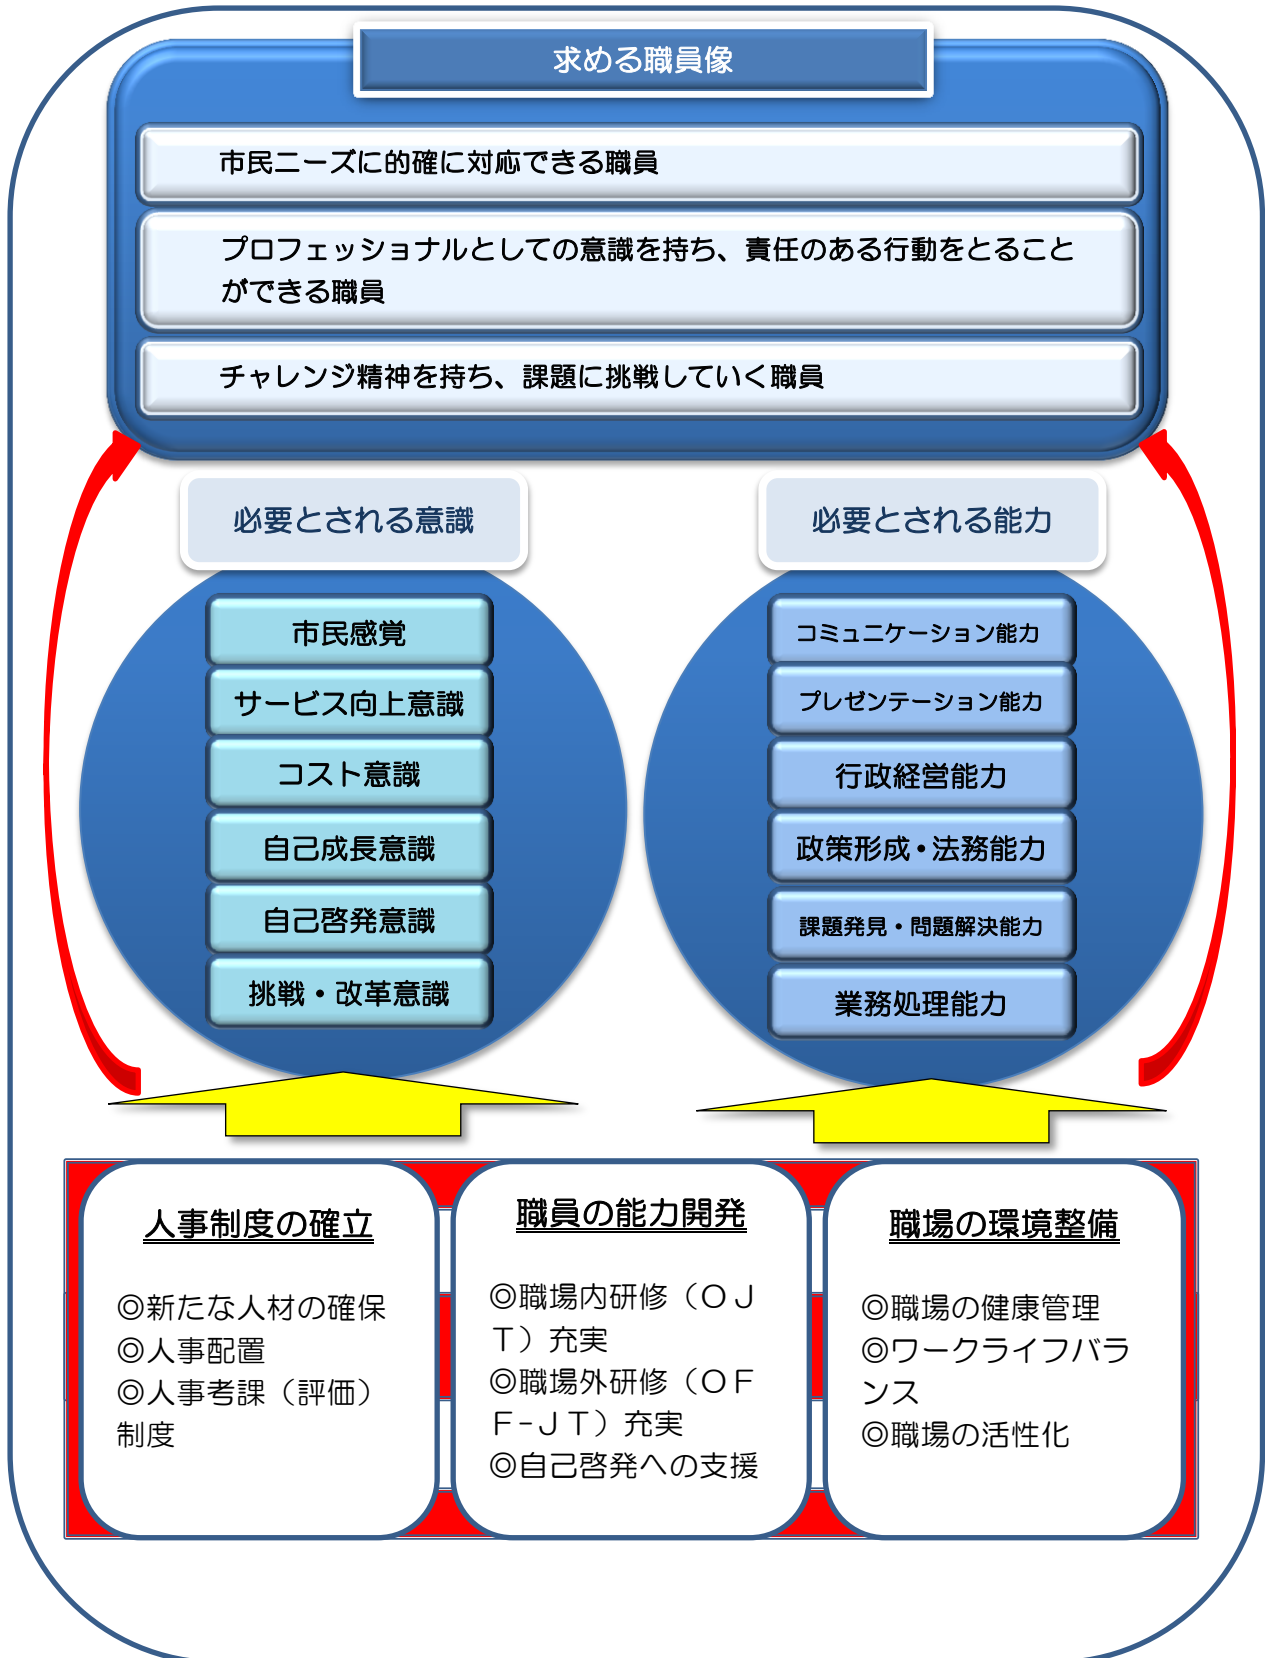 求める職員像
市民ニーズに的確に対応できる職員
プロフェッショナルとしての意識を持ち、責任のある行動をとること
ができる職員
チャレンジ精神を持ち、課題に挑戦していく職員
必要とされる意識
市民感覚
サービス向上意識
コスト意識
自己成長意識
自己啓発意識
挑戦・改革意識
必要とされる能力
コミュニケーション能力
プレゼンテーション能力
行政経営能力
政策形成・法務能力
課題発見・問題解決能力
業務処理能力
人事制度の確立
◎新たな人材の確保
◎人事配置
◎人事考課（評価）
制度
職員の能力開発
◎職場内研修（ＯＪ
Ｔ）充実
◎職場外研修（ＯＦ
Ｆ-ＪＴ）充実
◎自己啓発への支援
職場の環境整備
◎職場の健康管理
◎ワークライフバラ
ンス
◎職場の活性化